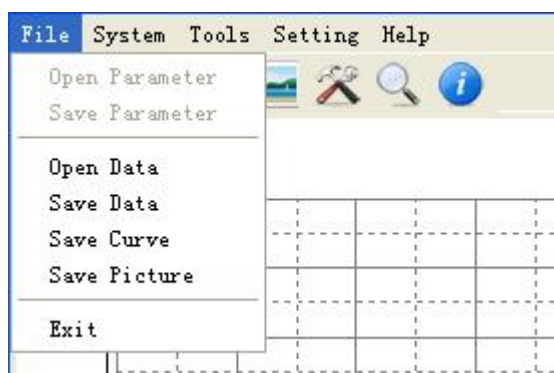 File System Tools Setting Help
Open Parameter
Save Parameter
Open Data
Save Data
Save Curve
Save Picture
Exit